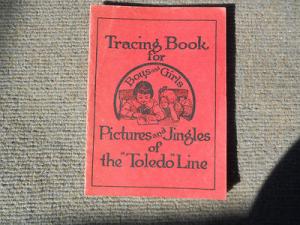 Tracing Book
for
Boys and Girls
Pictures and Jingles
of
the "Toledo" Line